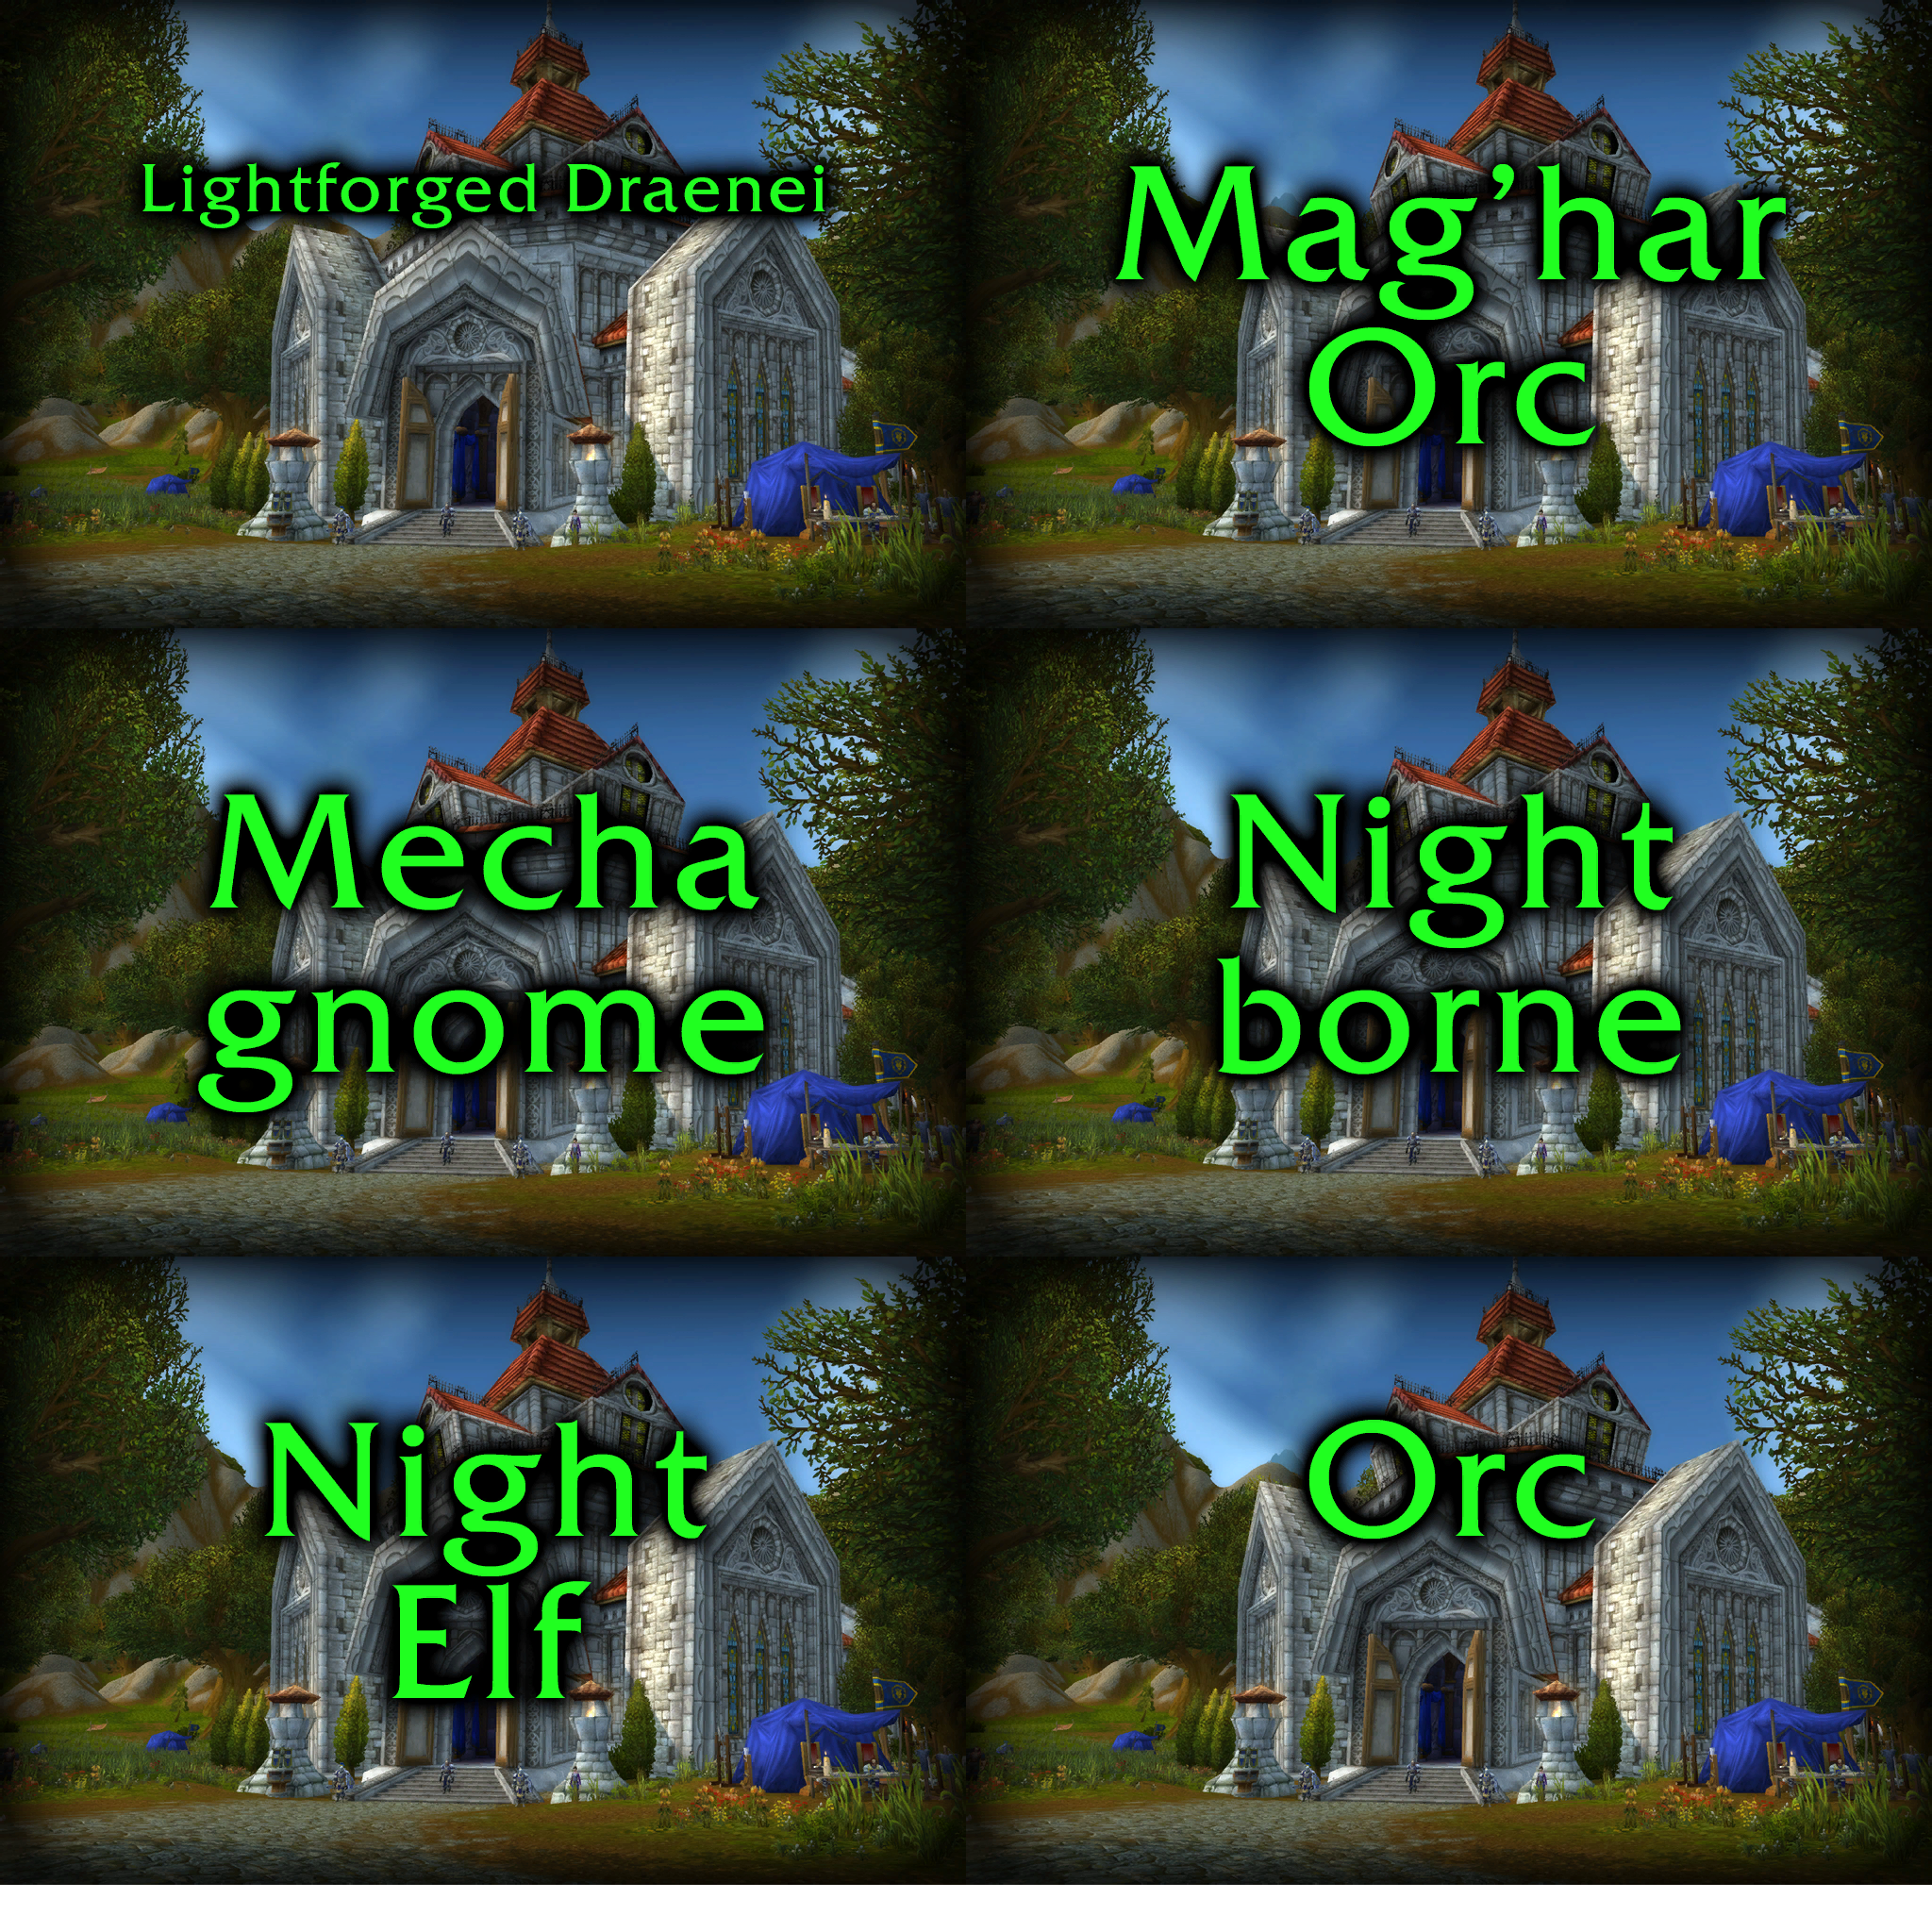 Lightforged Draenei
Mag'har
Orc
Mecha
gnome
Night
borne
Night
Elf
Orc